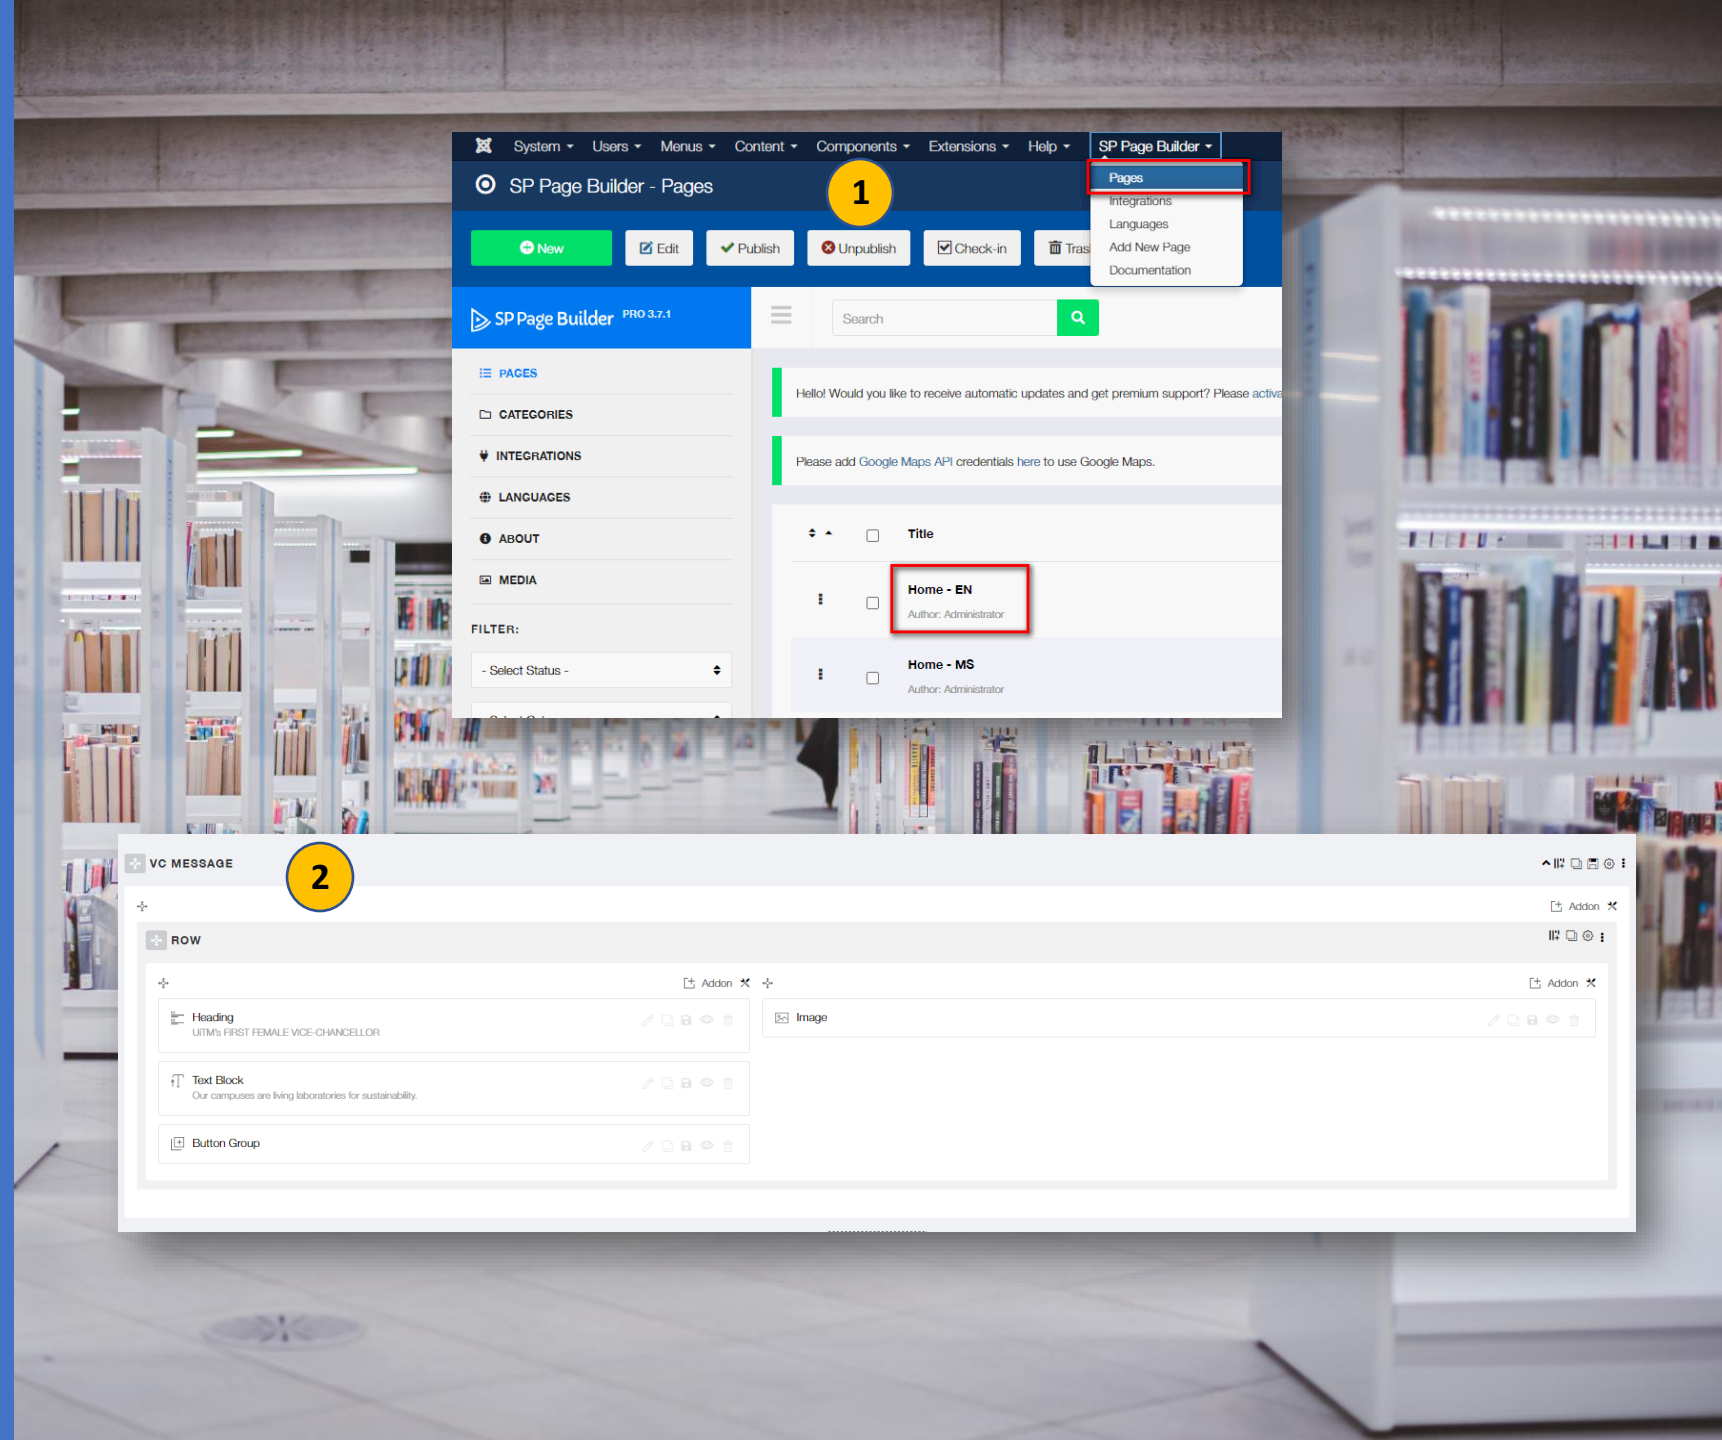 System Users Menus Content Components Extensions Help SP Page Builder
SP Page Builder - Pages
1
Pages
Integrations
Languages
Add New Page
Documentation
New Edit Publish Unpublish Check-in Tras
SP Page Builder PRO 3.7.1
Search
PAGES
CATEGORIES
INTEGRATIONS
LANGUAGES
ABOUT
MEDIA
FILTER:
- Select Status -
Hello! Would you like to receive automatic updates and get premium support? Please activa
Please add Google Maps API credentials here to use Google Maps.
Title
Home - EN
Author: Administrator
Home - MS
Author: Administrator
VC MESSAGE
2
Addon
ROW
Addon
Addon
Heading
UiTM's FIRST FEMALE VICE-CHANCELLOR
Image
Text Block
Our campuses are living laboratories for sustainability.
Button Group